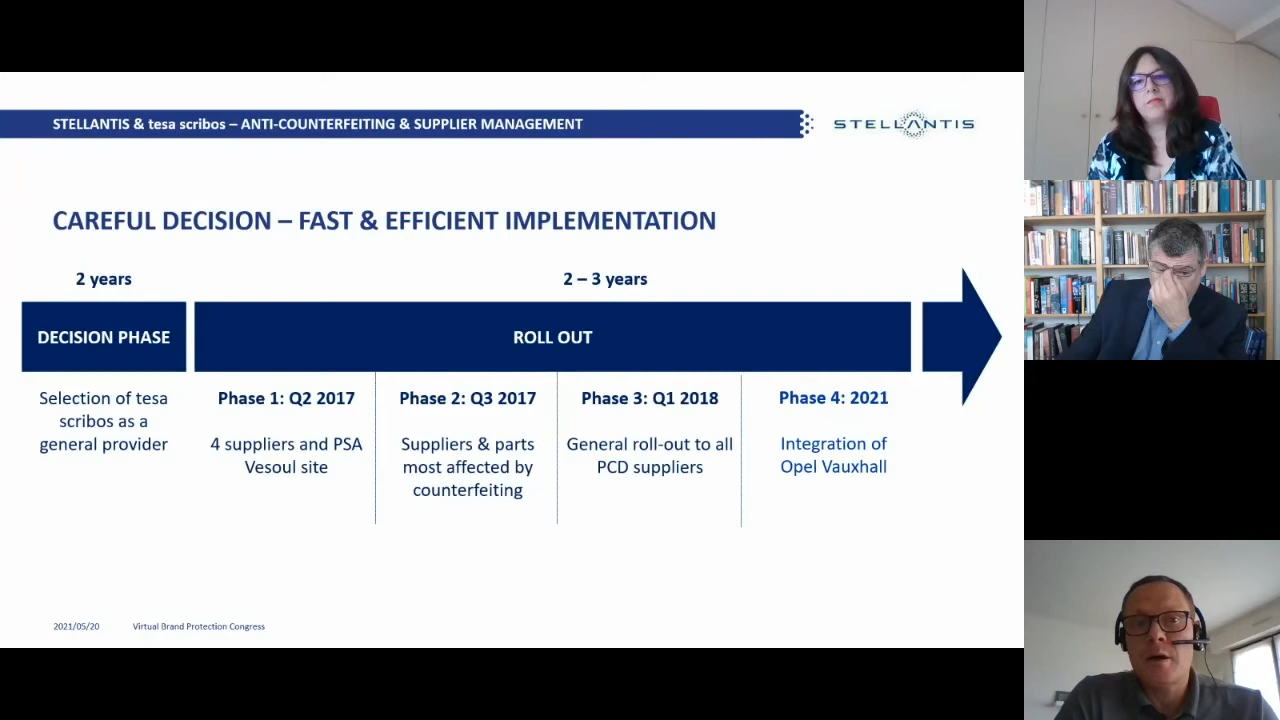 STELLANTIS & tesa scribos – ANTI-COUNTERFEITING & SUPPLIER MANAGEMENT
STELLANTIS
CAREFUL DECISION – FAST & EFFICIENT IMPLEMENTATION
2 years
2 – 3 years
DECISION PHASE
ROLL OUT
Selection of tesa
scribos as a
general provider
Phase 1: Q2 2017
4 suppliers and PSA
Vesoul site
Phase 2: Q3 2017
Suppliers & parts
most affected by
counterfeiting
Phase 3: Q1 2018
General roll-out to all
PCD suppliers
Phase 4: 2021
Integration of
Opel Vauxhall
2021/05/20
Virtual Brand Protection Congress